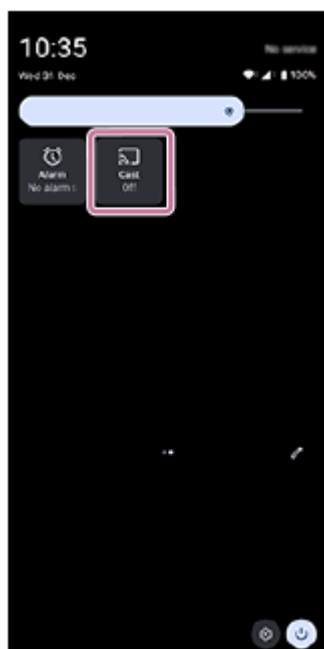 10:35
No service
Wed 31 Dec
100%
Alarm
No alarm s
Cast
Off